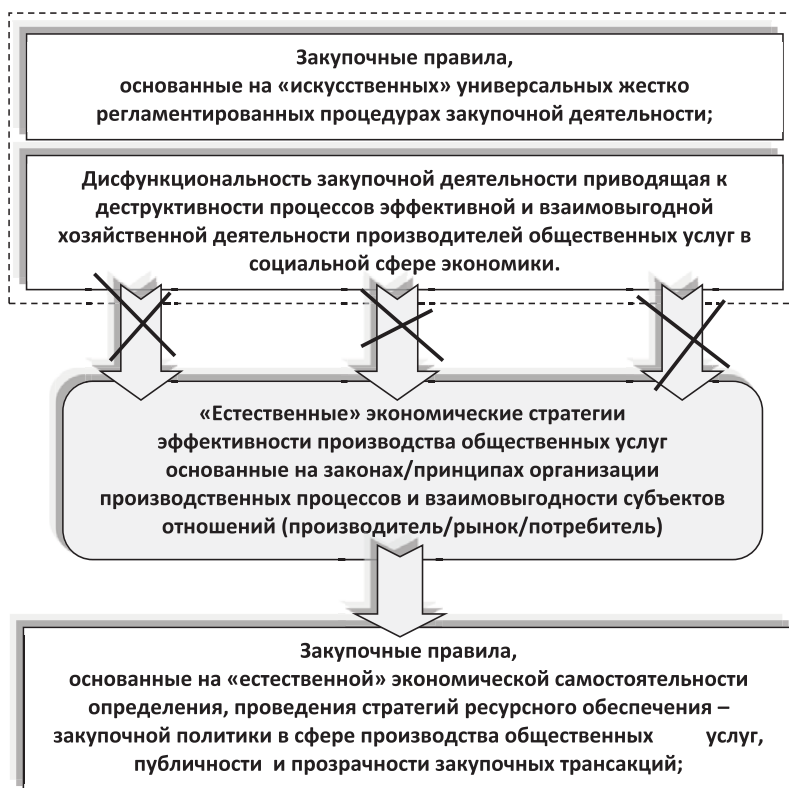 Закупочные правила,
основанные на «искусственных» универсальных жестко
регламентированных процедурах закупочной деятельности;
Дисфункциональность закупочной деятельности приводящая к
деструктивности процессов эффективной и взаимовыгодной
хозяйственной деятельности производителей общественных услуг в
социальной сфере экономики.
«Естественные» экономические стратегии
эффективности производства общественных услуг
основанные на законах/принципах организации
производственных процессов и взаимовыгодности субъектов
отношений (производитель/рынок/потребитель)
Закупочные правила,
основанные на «естественной» экономической самостоятельности
определения, проведения стратегий ресурсного обеспечения –
закупочной политики в сфере производства общественных услуг,
публичности и прозрачности закупочных трансакций;